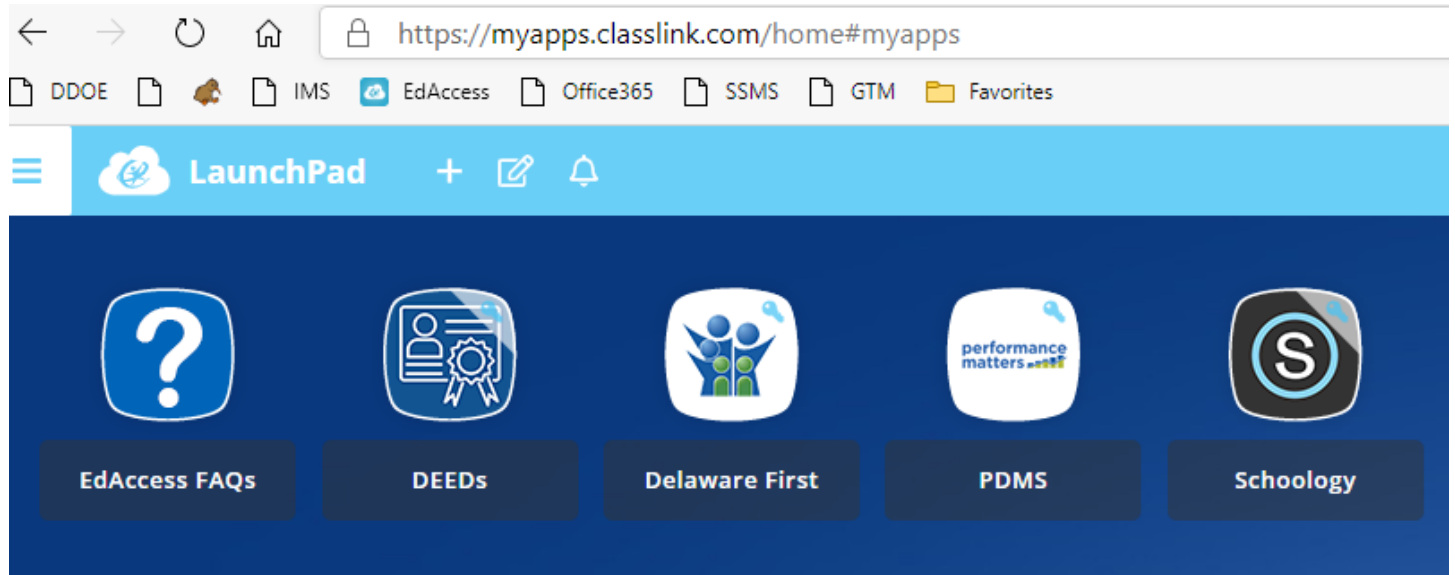 https://myapps.classlink.com/home#myapps
DDOE IMS EdAccess Office365 SSMS GTM Favorites
LaunchPad
?
performance
matters
S
EdAccess FAQs DEEDs Delaware First PDMS Schoology